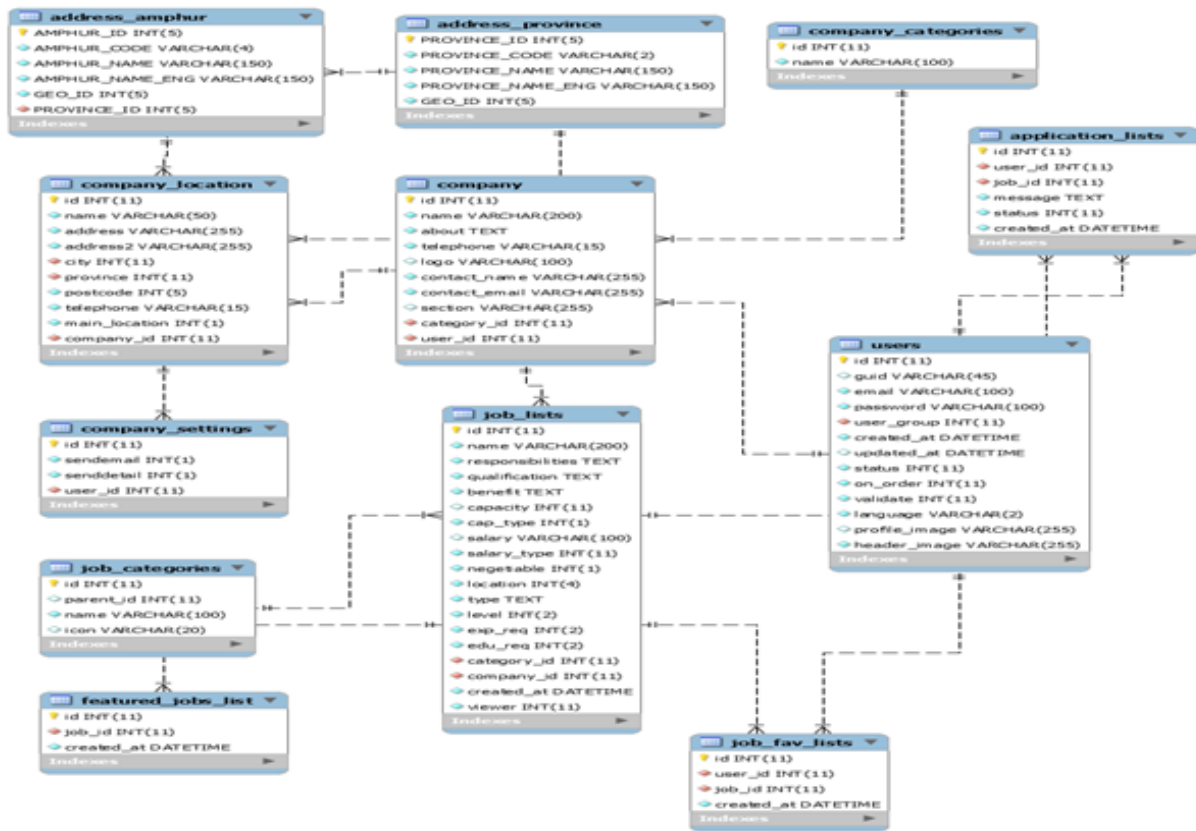 address_amphur
AMPHUR_ID INT(5)
AMPHUR_CODE VARCHAR(4)
AMPHUR_NAME VARCHAR(150)
AMPHUR_NAME_ENG VARCHAR(150)
GEO_ID INT(5)
PROVINCE_ID INT(5)
Indexes
address_province
PROVINCE_ID INT(5)
PROVINCE_CODE VARCHAR(2)
PROVINCE_NAME VARCHAR(150)
PROVINCE_NAME_ENG VARCHAR(150)
GEO_ID INT(5)
Indexes
company_categories
id INT(11)
name VARCHAR(100)
Indexes
application_lists
id INT(11)
user_id INT(11)
job_id INT(11)
message TEXT
status INT(11)
created_at DATETIME
Indexes
company_location
id INT(11)
name VARCHAR(50)
address VARCHAR(255)
address2 VARCHAR(255)
city INT(11)
province INT(11)
postcode INT(5)
telephone VARCHAR(15)
main_location INT(1)
company_id INT(11)
Indexes
company
id INT(11)
name VARCHAR(200)
about TEXT
telephone VARCHAR(15)
logo VARCHAR(100)
contact_name VARCHAR(255)
contact_email VARCHAR(255)
section VARCHAR(255)
category_id INT(11)
user_id INT(11)
Indexes
users
id INT(11)
guid VARCHAR(45)
email VARCHAR(100)
password VARCHAR(100)
user_group INT(11)
created_at DATETIME
updated_at DATETIME
status INT(11)
on_order INT(11)
validate INT(11)
language VARCHAR(2)
profile_image VARCHAR(255)
header_image VARCHAR(255)
Indexes
company_settings
id INT(11)
sendemail INT(1)
senddetail INT(1)
user_id INT(11)
Indexes
job_lists
id INT(11)
name VARCHAR(200)
responsibilities TEXT
qualification TEXT
benefit TEXT
capacity INT(11)
cap_type INT(1)
salary VARCHAR(100)
salary_type INT(11)
negetiable INT(1)
location INT(4)
type TEXT
level INT(2)
exp_req INT(2)
edu_req INT(2)
category_id INT(11)
company_id INT(11)
created_at DATETIME
viewer INT(11)
Indexes
job_categories
id INT(11)
parent_id INT(11)
name VARCHAR(100)
icon VARCHAR(20)
Indexes
featured_jobs_list
id INT(11)
job_id INT(11)
created_at DATETIME
Indexes
job_fav_lists
id INT(11)
user_id INT(11)
job_id INT(11)
created_at DATETIME
Indexes